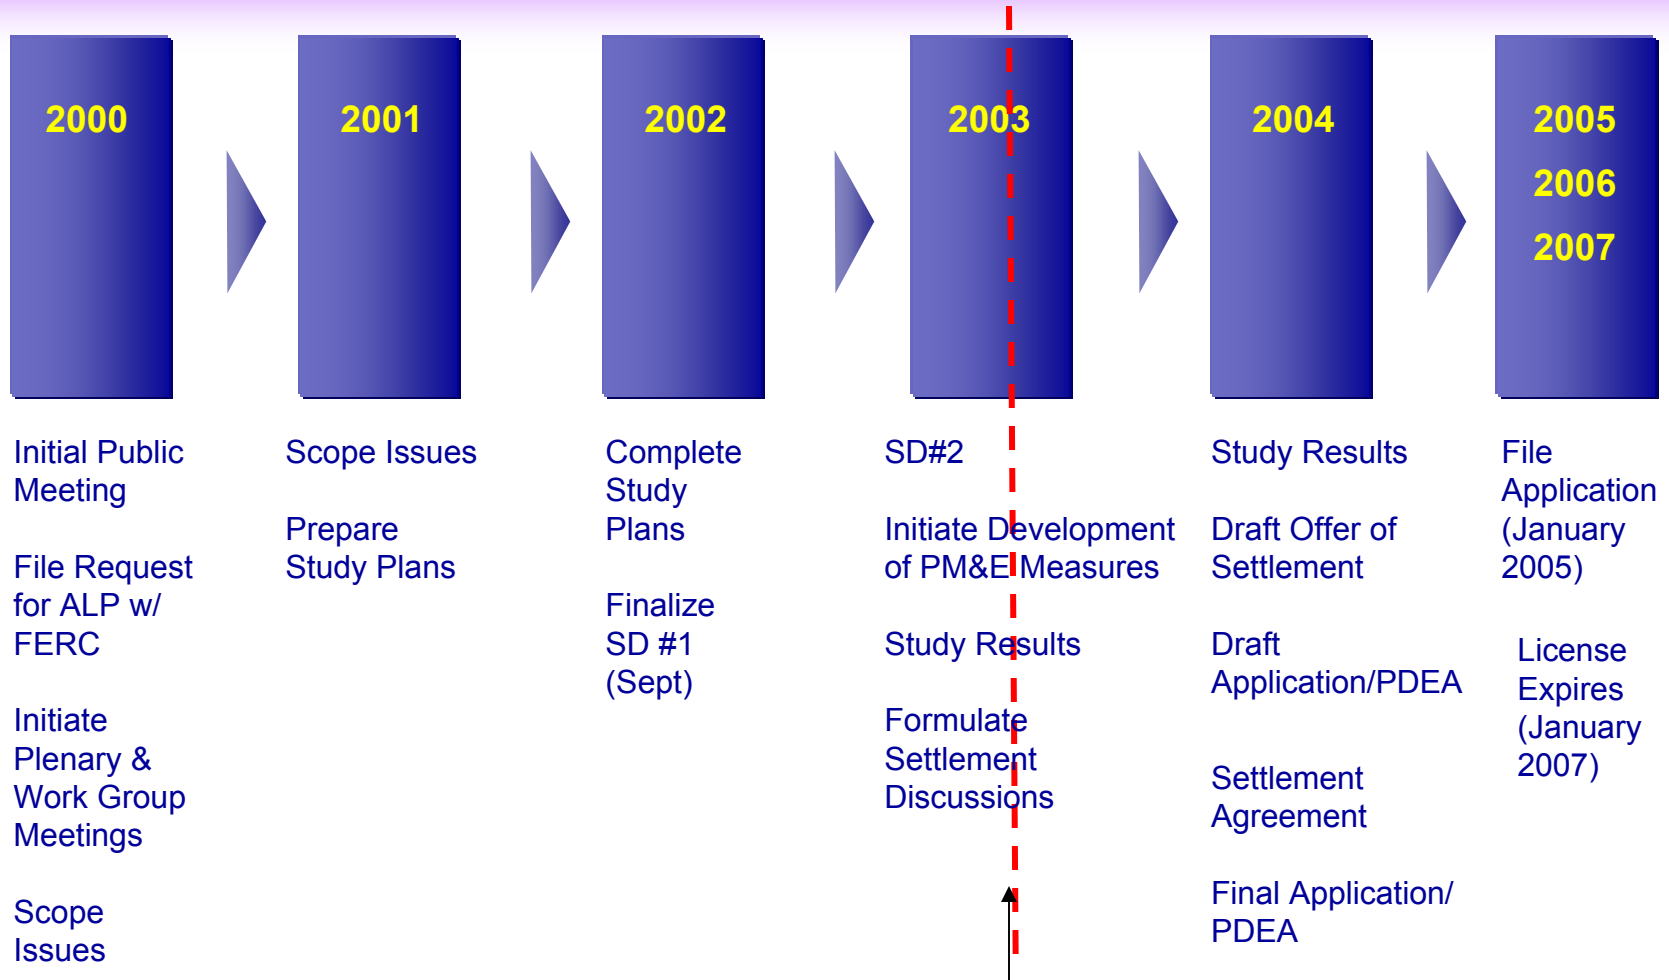 2000
2001
2002
2003
2004
2005
2006
2007
Initial Public
Meeting
File Request
for ALP w/
FERC
Initiate
Plenary &
Work Group
Meetings
Scope
Issues
Scope Issues
Prepare
Study Plans
Complete
Study
Plans
Finalize
SD #1
(Sept)
SD#2
Initiate Development
of PM&E Measures
Study Results
Formulate
Settlement
Discussions
Study Results
Draft Offer of
Settlement
Draft
Application/PDEA
Settlement
Agreement
Final Application/
PDEA
File
Application
(January
2005)
License
Expires
(January
2007)